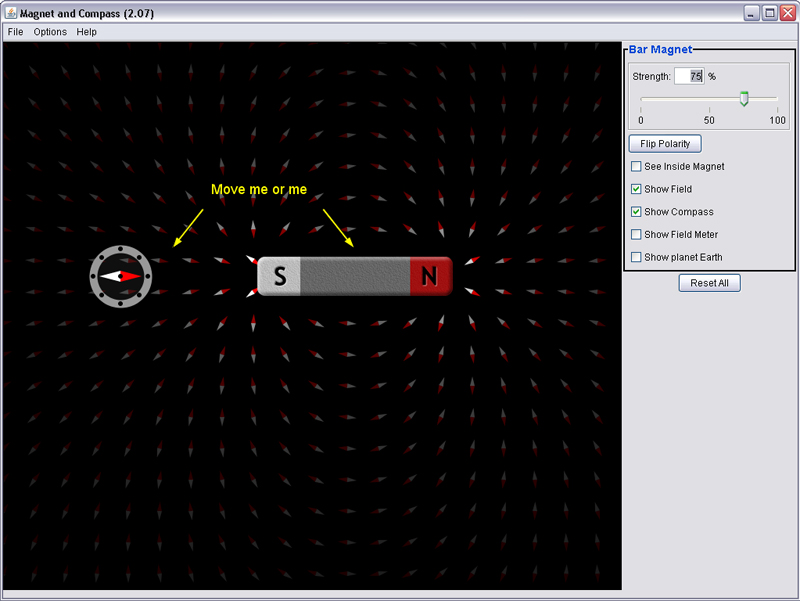 Magnet and Compass (2.07)
File Options Help
Bar Magnet
Strength: 75 %
0 50 100
Flip Polarity
See Inside Magnet
Show Field
Show Compass
Show Field Meter
Show planet Earth
Reset All
Move me or me
S N